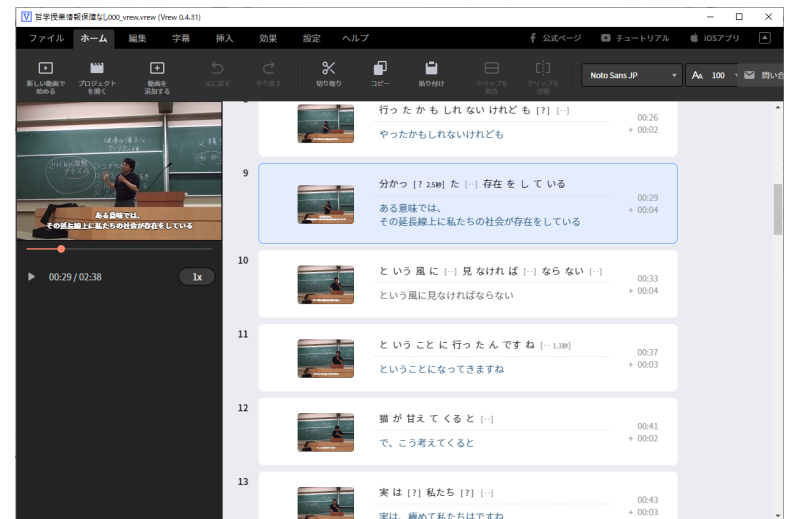 哲学授業情報保障なし000_vrew.vrew (Vrew 0.4.31)
ファイル ホーム 編集 字幕 挿入 効果 設定 ヘルプ
公式ページ チュートリアル iOSアプリ
新しい動画で始める プロジェクトを開く 動画を追加する 元に戻す やり直す 切り取り コピー 貼り付け クリップを結合 クリップを分割 Noto Sans JP 100 問い合
ある意味では、
その延長線上に私たちの社会が存在をしている
00:29 / 02:38 1x
行っ た か も しれ ない けれど も [?] [··]
やったかもしれないけれども
00:26
+ 00:02
9
分かっ [? 2.5秒] た [··] 存在 を し て いる
ある意味では、
その延長線上に私たちの社会が存在をしている
00:29
+ 00:04
10
と いう 風 に [··] 見 なけれ ば [··] なら ない [··]
という風に見なければならない
00:33
+ 00:04
11
と いう こと に 行っ た ん です ね [·· 1.3秒]
ということになってきますね
00:37
+ 00:03
12
猫 が 甘え て くる と [··]
で、こう考えてくると
00:41
+ 00:02
13
実 は [?] 私たち [?] [··]
実は、極めて私たちはですね
00:43
+ 00:03